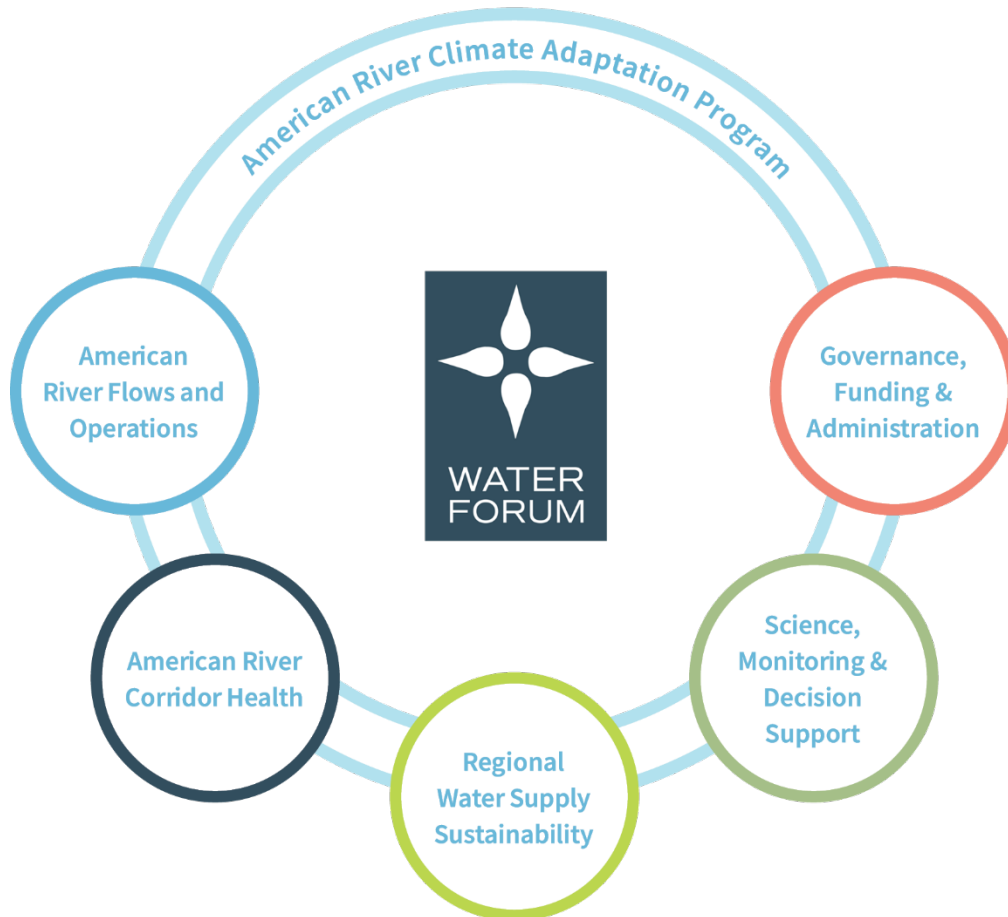 American River Climate Adaptation Program
American
River Flows and
Operations
Governance,
Funding &
Administration
WATER
FORUM
American River
Corridor Health
Science,
Monitoring &
Decision
Support
Regional
Water Supply
Sustainability